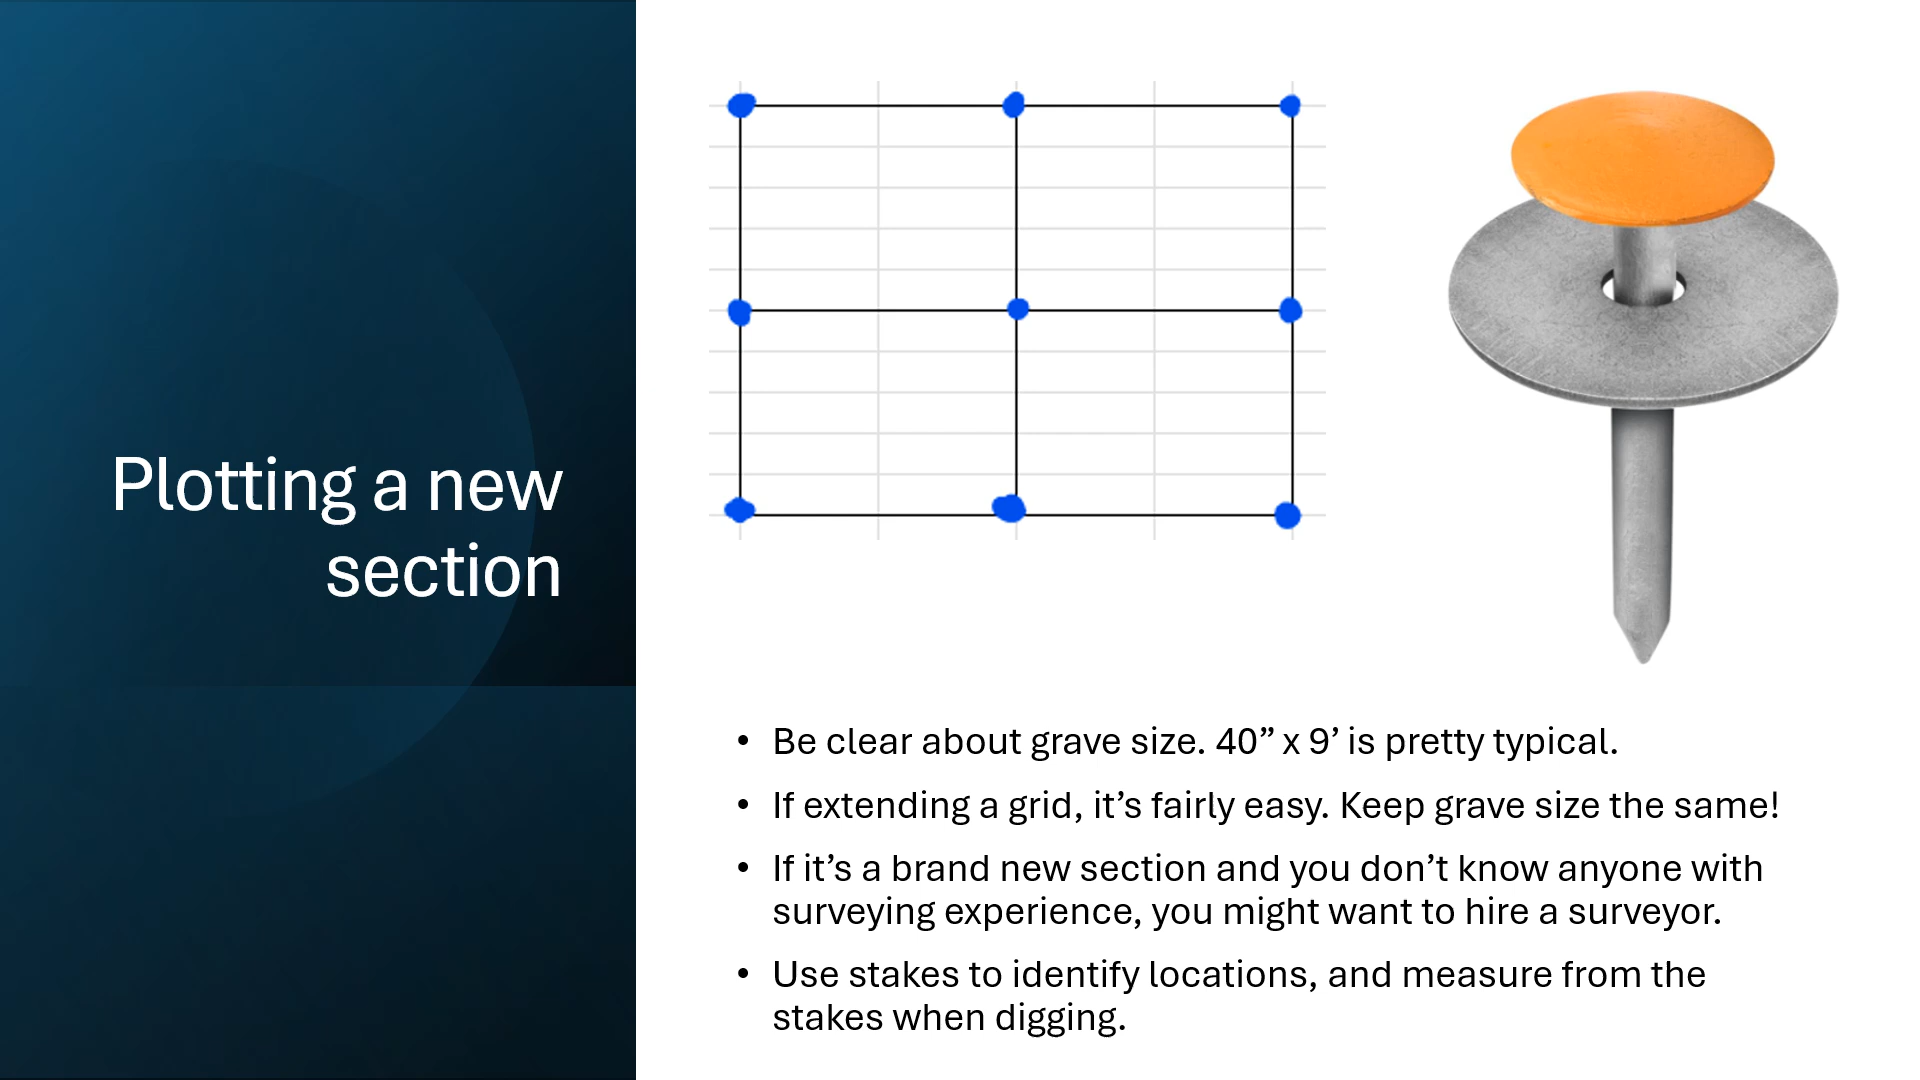 Plotting a new
section
• Be clear about grave size. 40” x 9’ is pretty typical.
• If extending a grid, it’s fairly easy. Keep grave size the same!
• If it’s a brand new section and you don’t know anyone with
surveying experience, you might want to hire a surveyor.
• Use stakes to identify locations, and measure from the
stakes when digging.